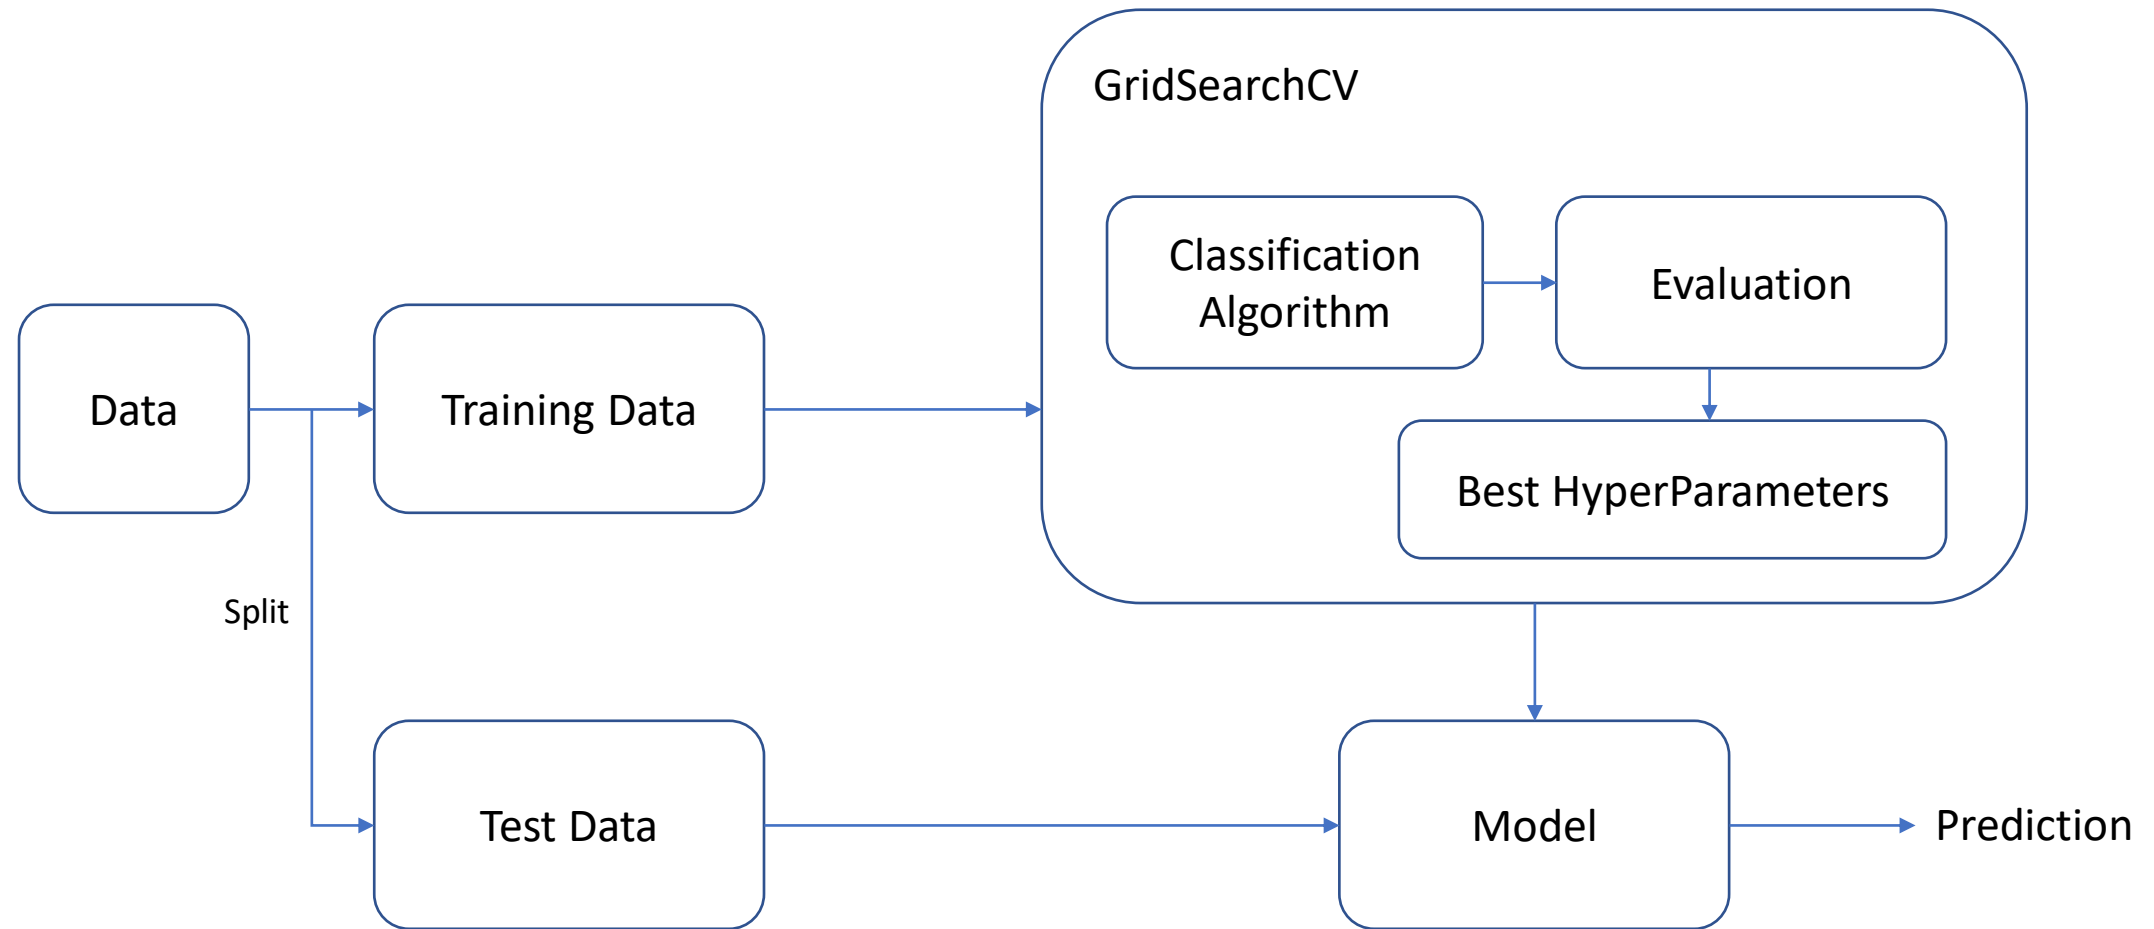 GridSearchCV
Classification
Algorithm
Evaluation
Data
Training Data
Best HyperParameters
Split
Test Data
Model
Prediction